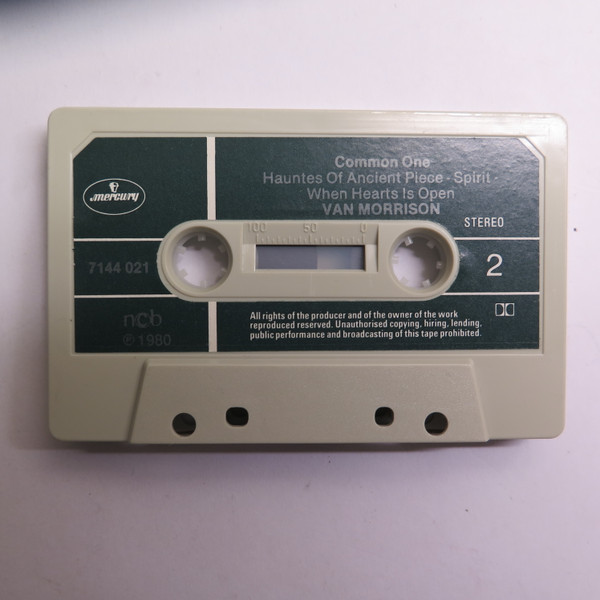 Common One
Hauntes Of Ancient Piece - Spirit -
When Hearts Is Open
VAN MORRISON
mercury
STEREO
100 50 0
7144 021
2
ncb
℗ 1980
All rights of the producer and of the owner of the work
reproduced reserved. Unauthorised copying, hiring, lending,
public performance and broadcasting of this tape prohibited.